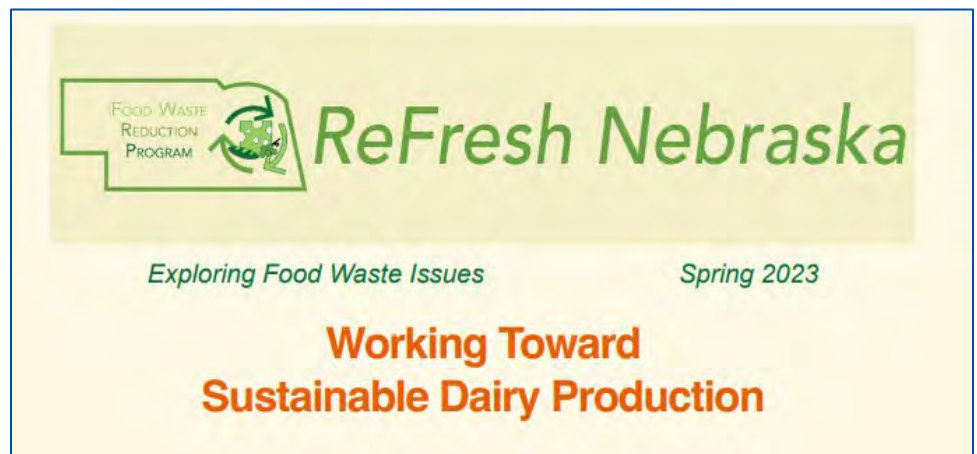 FOOD WASTE
REDUCTION
PROGRAM
ReFresh Nebraska
Exploring Food Waste Issues Spring 2023
Working Toward
Sustainable Dairy Production